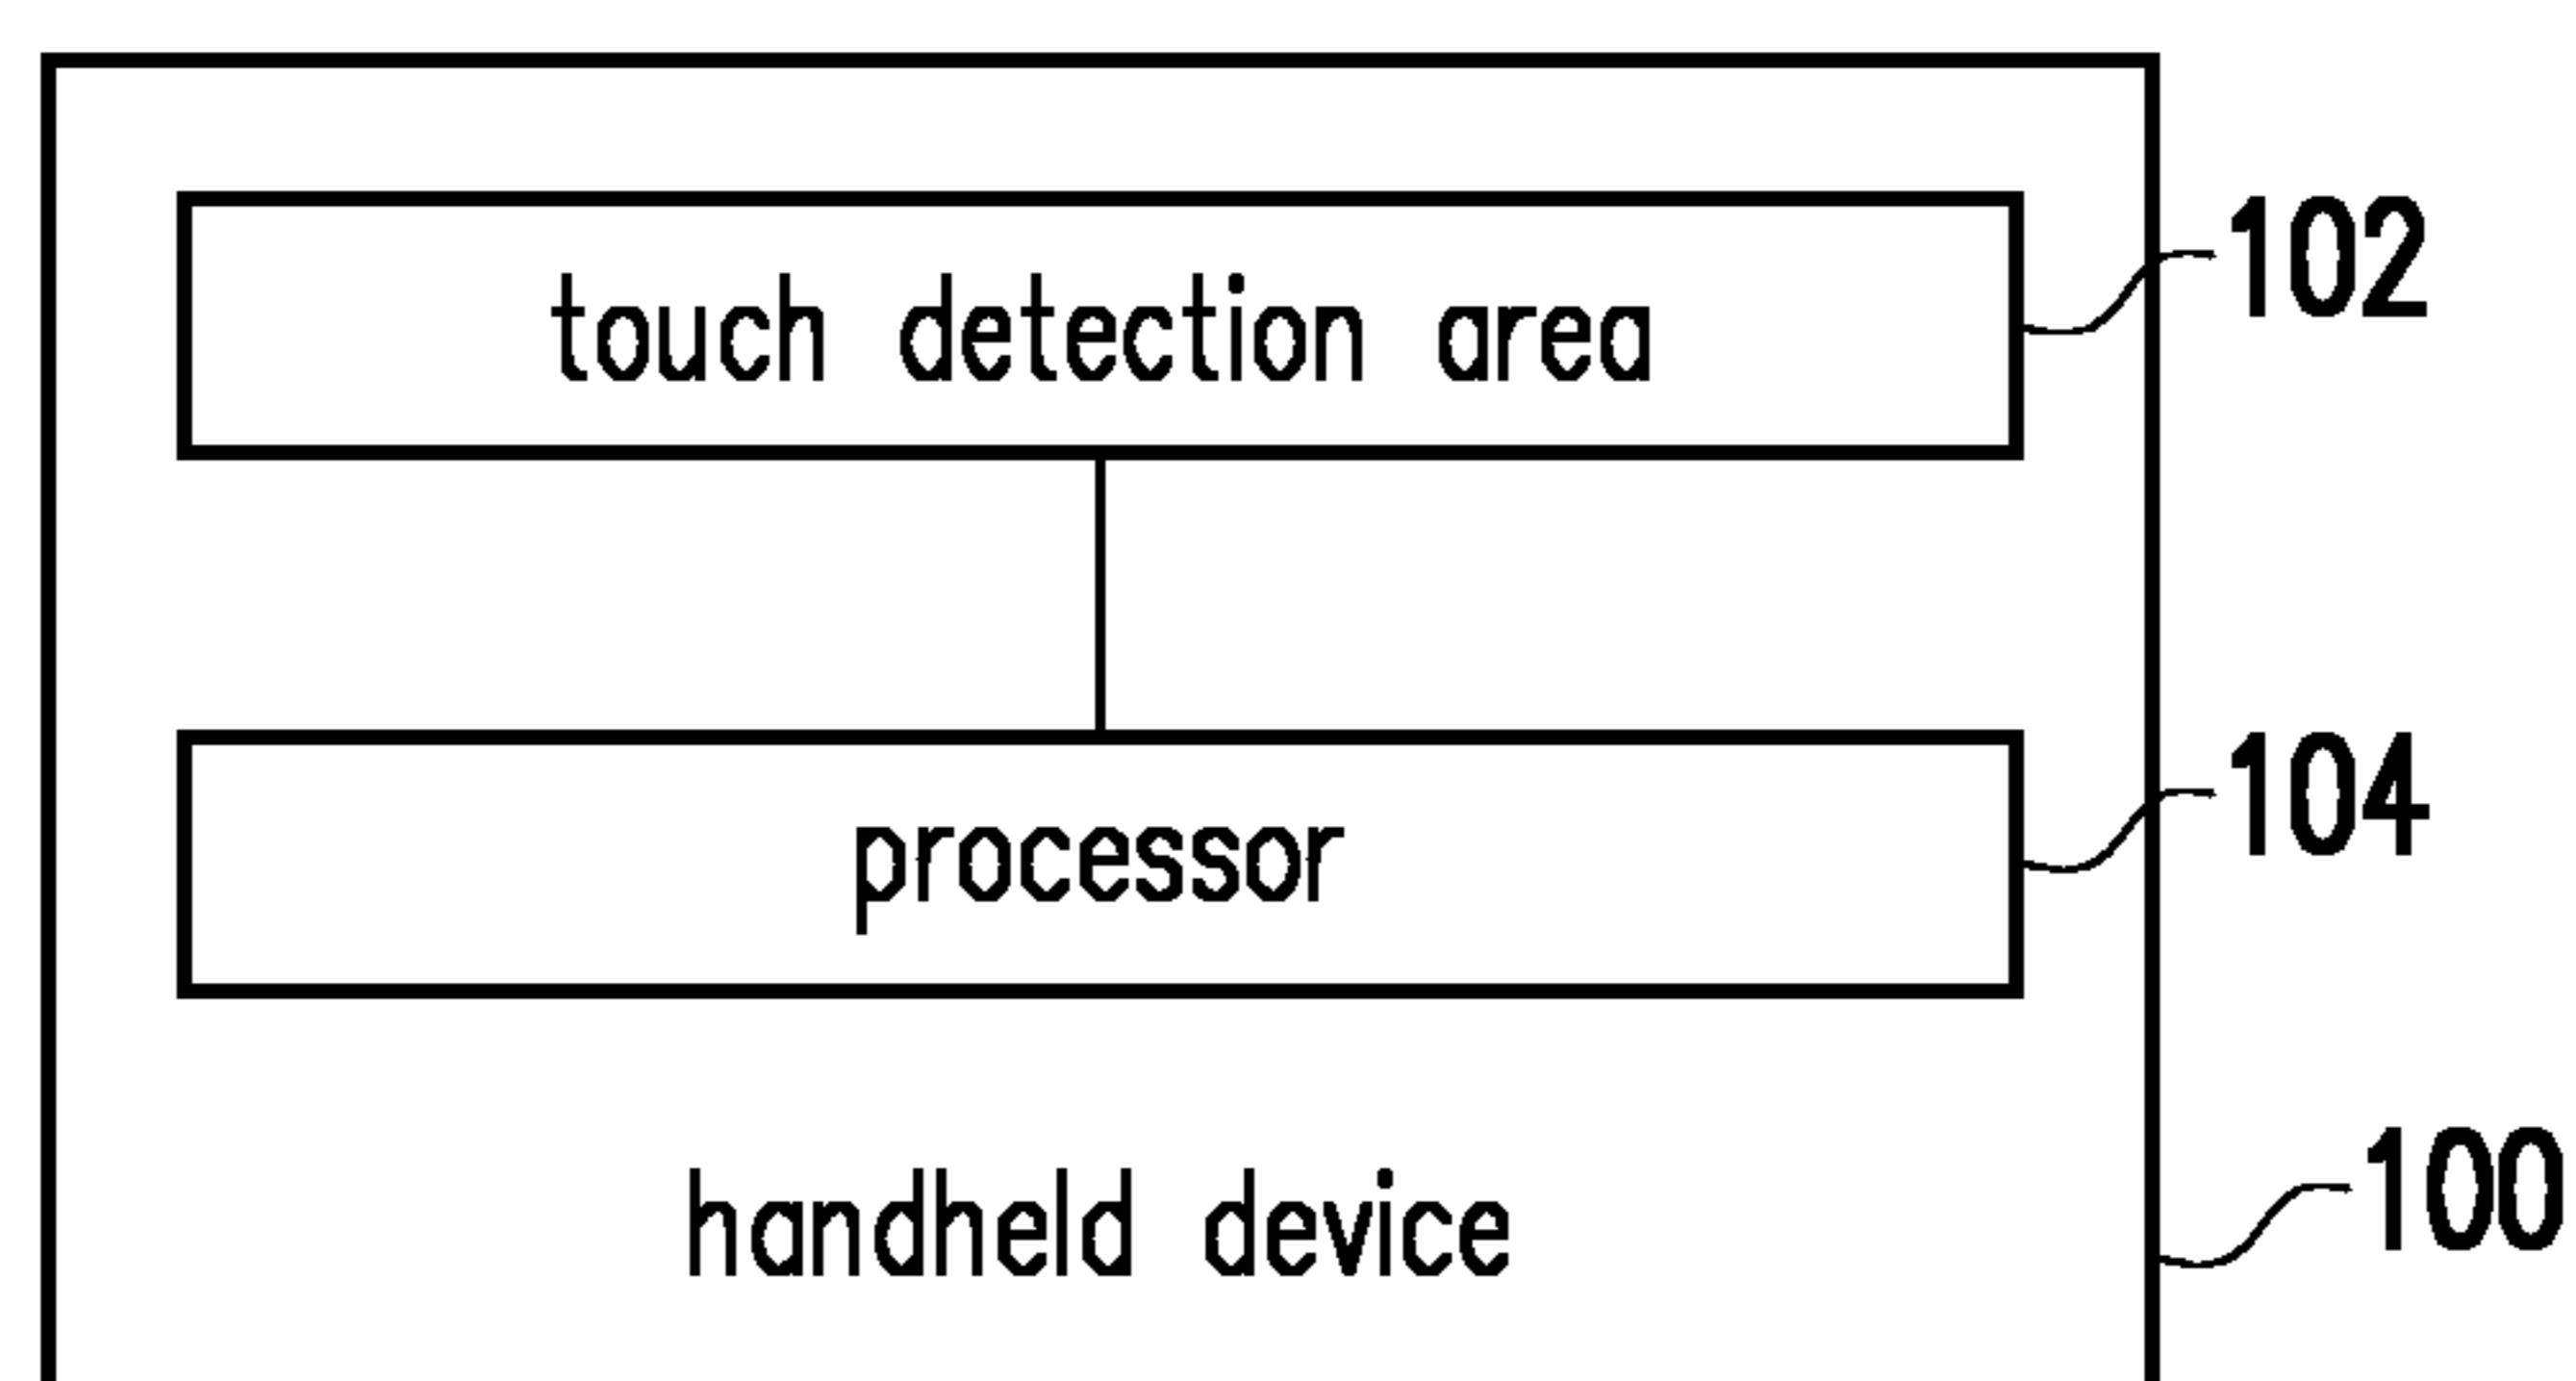 touch detection area
102
processor
104
handheld device
100